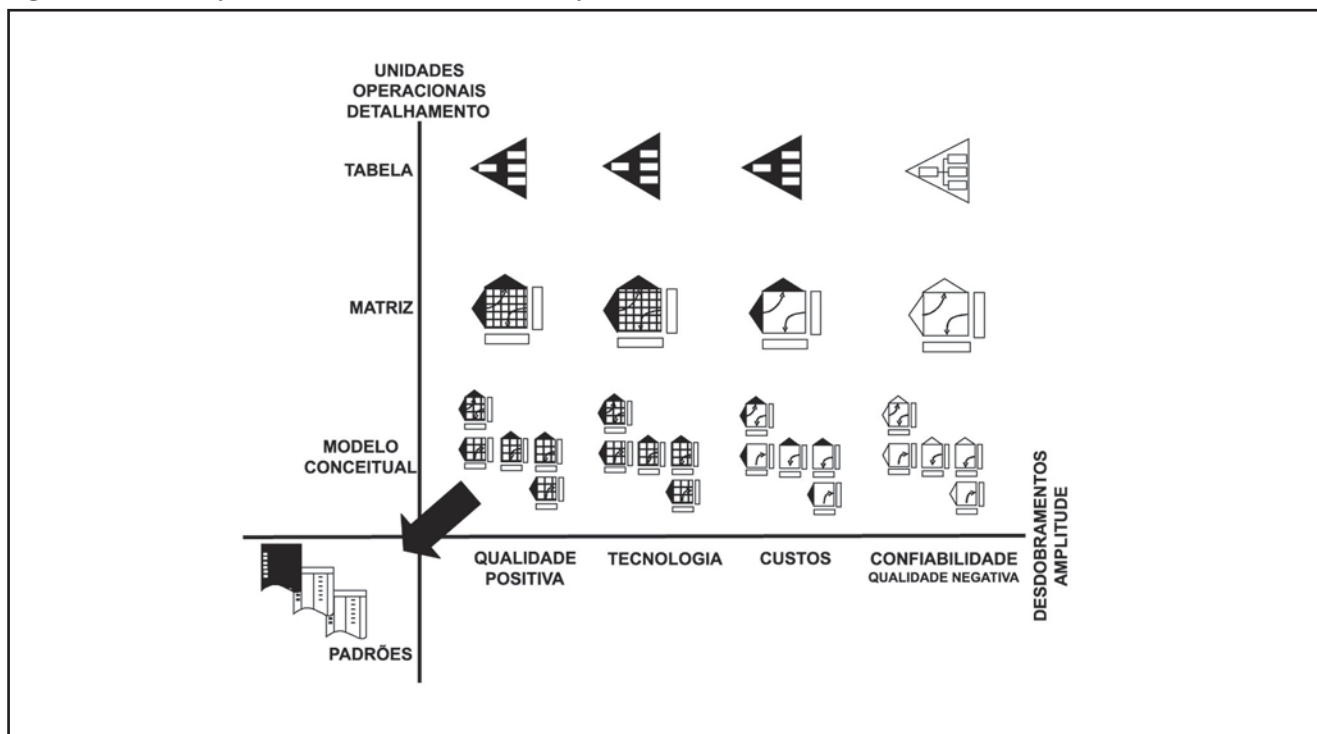 UNIDADES
OPERACIONAIS
DETALHAMENTO
TABELA
MATRIZ
MODELO
CONCEITUAL
QUALIDADE
POSITIVA
TECNOLOGIA
CUSTOS
CONFIABILIDADE
QUALIDADE NEGATIVA
DESDOBRAMENTOS
AMPLITUDE
PADRÕES